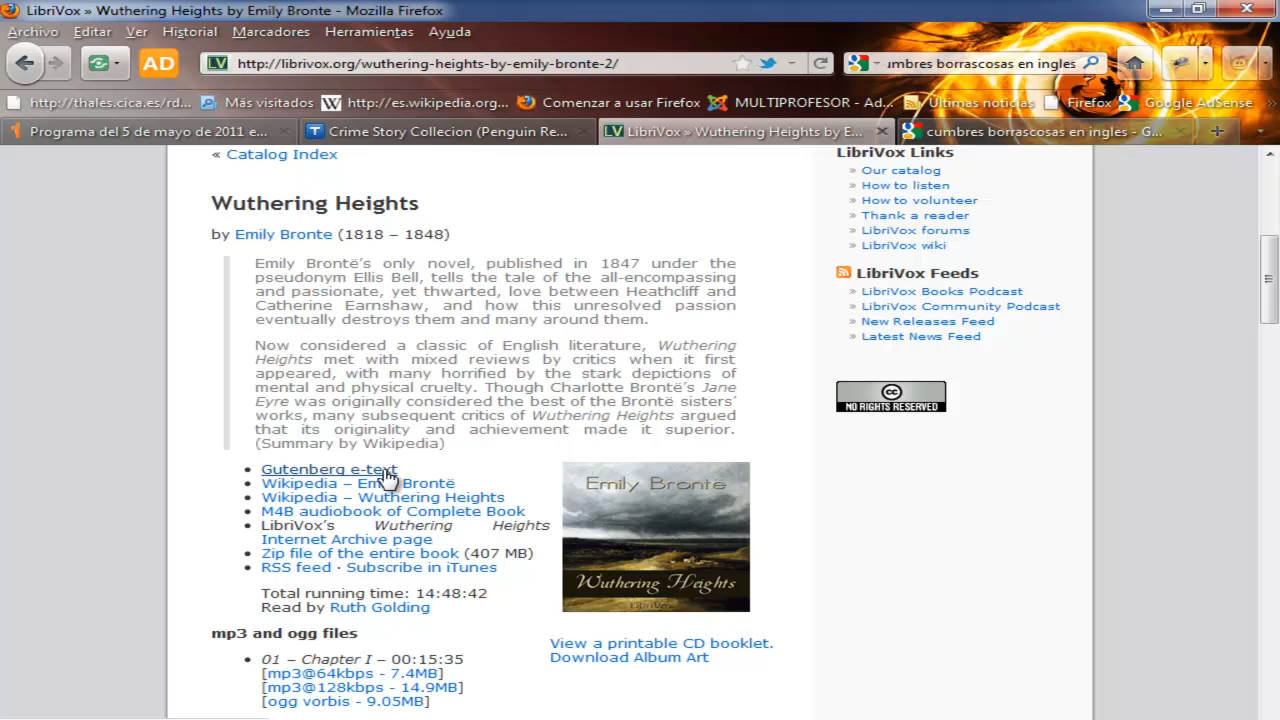 LibriVox » Wuthering Heights by Emily Bronte - Mozilla Firefox
Archivo Editar Ver Historial Marcadores Herramientas Ayuda
AD LV http://librivox.org/wuthering-heights-by-emily-bronte-2/ umbres borrascosas en ingles
http://thales.cica.es/rd... Más visitados http://es.wikipedia.org... Comenzar a usar Firefox MULTIPROFESOR - Ad... Últimas noticias Firefox Google AdSense
Programa del 5 de mayo de 2011 e... Crime Story Collecion (Penguin Re... LibriVox » Wuthering Heights by E... cumbres borrascosas en ingles - G...
« Catalog Index
Wuthering Heights
by Emily Bronte (1818 – 1848)
Emily Brontë's only novel, published in 1847 under the
pseudonym Ellis Bell, tells the tale of the all-encompassing
and passionate, yet thwarted, love between Heathcliff and
Catherine Earnshaw, and how this unresolved passion
eventually destroys them and many around them.
Now considered a classic of English literature, Wuthering
Heights met with mixed reviews by critics when it first
appeared, with many horrified by the stark depictions of
mental and physical cruelty. Though Charlotte Brontë's Jane
Eyre was originally considered the best of the Brontë sisters'
works, many subsequent critics of Wuthering Heights argued
that its originality and achievement made it superior.
(Summary by Wikipedia)
Gutenberg e-text
Wikipedia – Emily Brontë
Wikipedia – Wuthering Heights
M4B audiobook of Complete Book
LibriVox's Wuthering Heights
Internet Archive page
Zip file of the entire book (407 MB)
RSS feed · Subscribe in iTunes
Total running time: 14:48:42
Read by Ruth Golding
Emily Brontë
Wuthering Heights
LibriVox
View a printable CD booklet.
Download Album Art
mp3 and ogg files
01 – Chapter I – 00:15:35
[mp3@64kbps - 7.4MB]
[mp3@128kbps - 14.9MB]
[ogg vorbis - 9.05MB]
LibriVox Links
» Our catalog
» How to listen
» How to volunteer
» Thank a reader
» LibriVox forums
» LibriVox wiki
LibriVox Feeds
» LibriVox Books Podcast
» LibriVox Community Podcast
» New Releases Feed
» Latest News Feed
cc
NO RIGHTS RESERVED